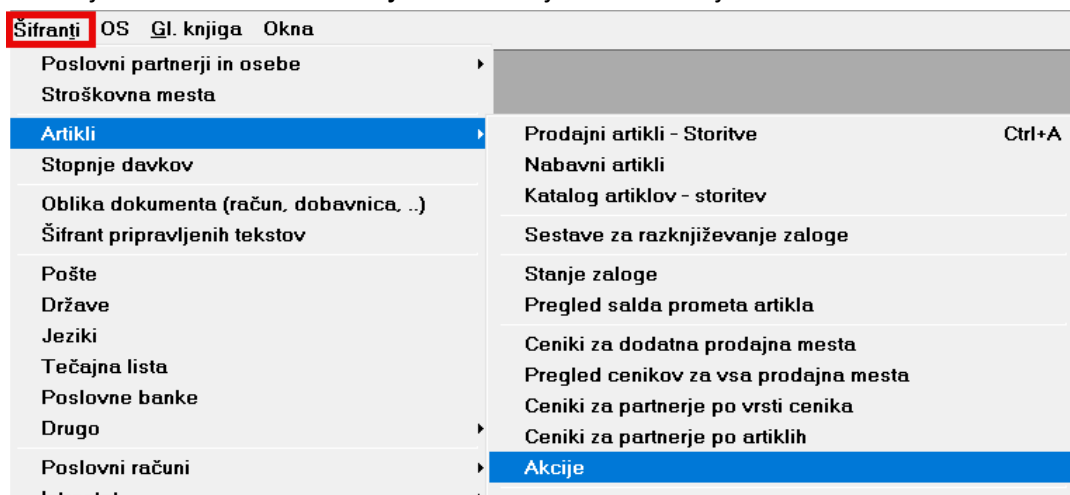 Šifranti OS Gl. knjiga Okna
Poslovni partnerji in osebe
Stroškovna mesta
Artikli
Stopnje davkov
Oblika dokumenta (račun, dobavnica, ..)
Šifrant pripravljenih tekstov
Pošte
Države
Jeziki
Tečajna lista
Poslovne banke
Drugo
Poslovni računi
Prodajni artikli - Storitve Ctrl+A
Nabavni artikli
Katalog artiklov - storitev
Sestave za razknjiževanje zaloge
Stanje zaloge
Pregled salda prometa artikla
Ceniki za dodatna prodajna mesta
Pregled cenikov za vsa prodajna mesta
Ceniki za partnerje po vrsti cenika
Ceniki za partnerje po artiklih
Akcije